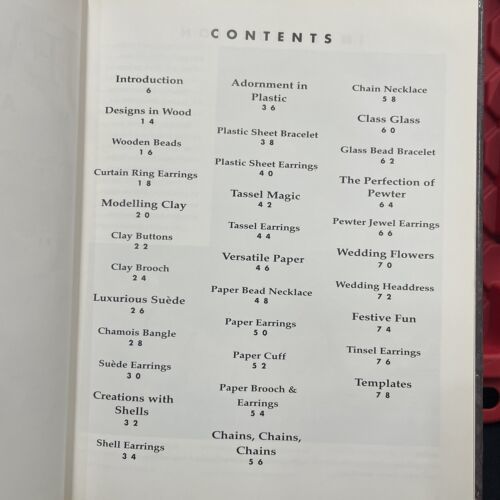 CONTENTS
Introduction
6
Designs in Wood
14
Wooden Beads
16
Curtain Ring Earrings
18
Modelling Clay
20
Clay Buttons
22
Clay Brooch
24
Luxurious Suède
26
Chamois Bangle
28
Suède Earrings
30
Creations with
Shells
32
Shell Earrings
34
Adornment in
Plastic
36
Plastic Sheet Bracelet
38
Plastic Sheet Earrings
40
Tassel Magic
42
Tassel Earrings
44
Versatile Paper
46
Paper Bead Necklace
48
Paper Earrings
50
Paper Cuff
52
Paper Brooch &
Earrings
54
Chains, Chains,
Chains
56
Chain Necklace
58
Class Glass
60
Glass Bead Bracelet
62
The Perfection of
Pewter
64
Pewter Jewel Earrings
66
Wedding Flowers
70
Wedding Headdress
72
Festive Fun
74
Tinsel Earrings
76
Templates
78